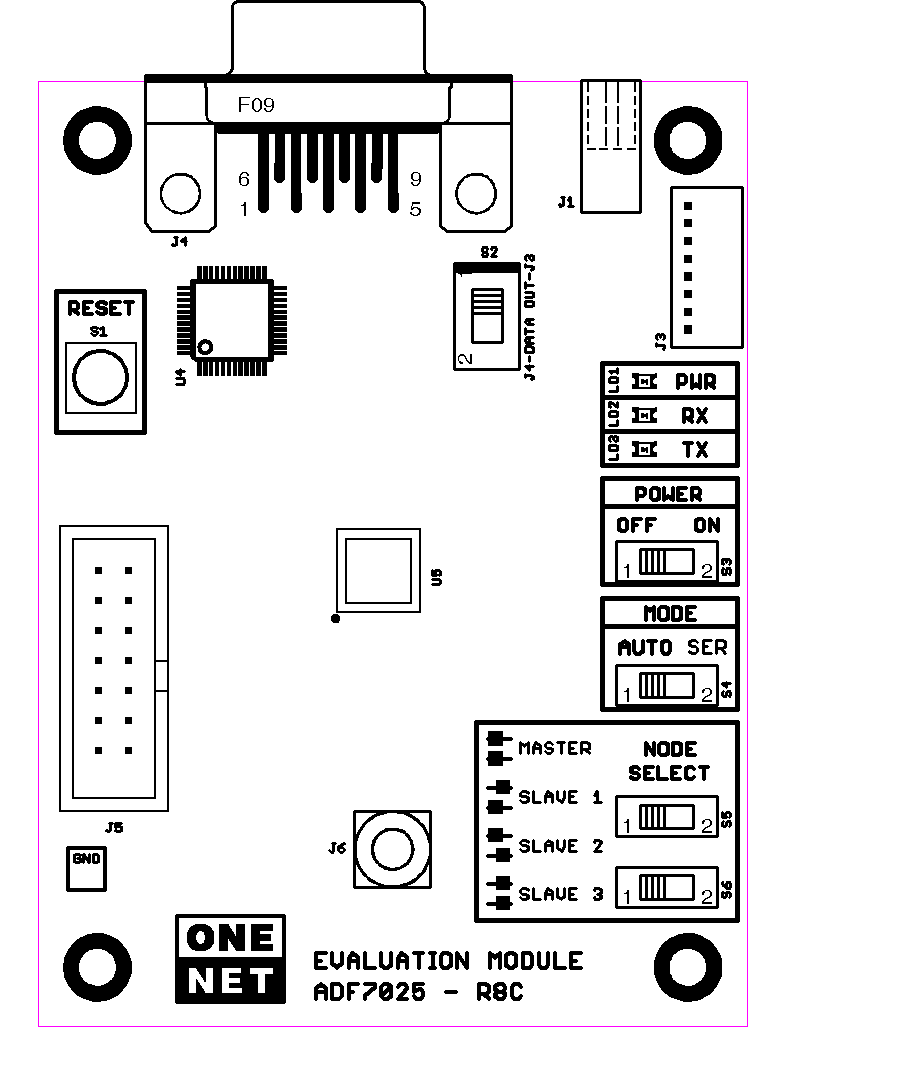 F09
6 9
1 5
J1
J4
S2
J4-DATA OUT-J3
2
J3
RESET
S1
U4
LD1 PWR
LD2 RX
LD3 TX
POWER
OFF ON
1 2 S3
U5
MODE
AUTO SER
1 2 S4
MASTER
NODE
SELECT
SLAVE 1
1 2 S5
J5
SLAVE 2
J6
GND
SLAVE 3
1 2 S6
ONE
NET
EVALUATION MODULE
ADF7025 - R8C